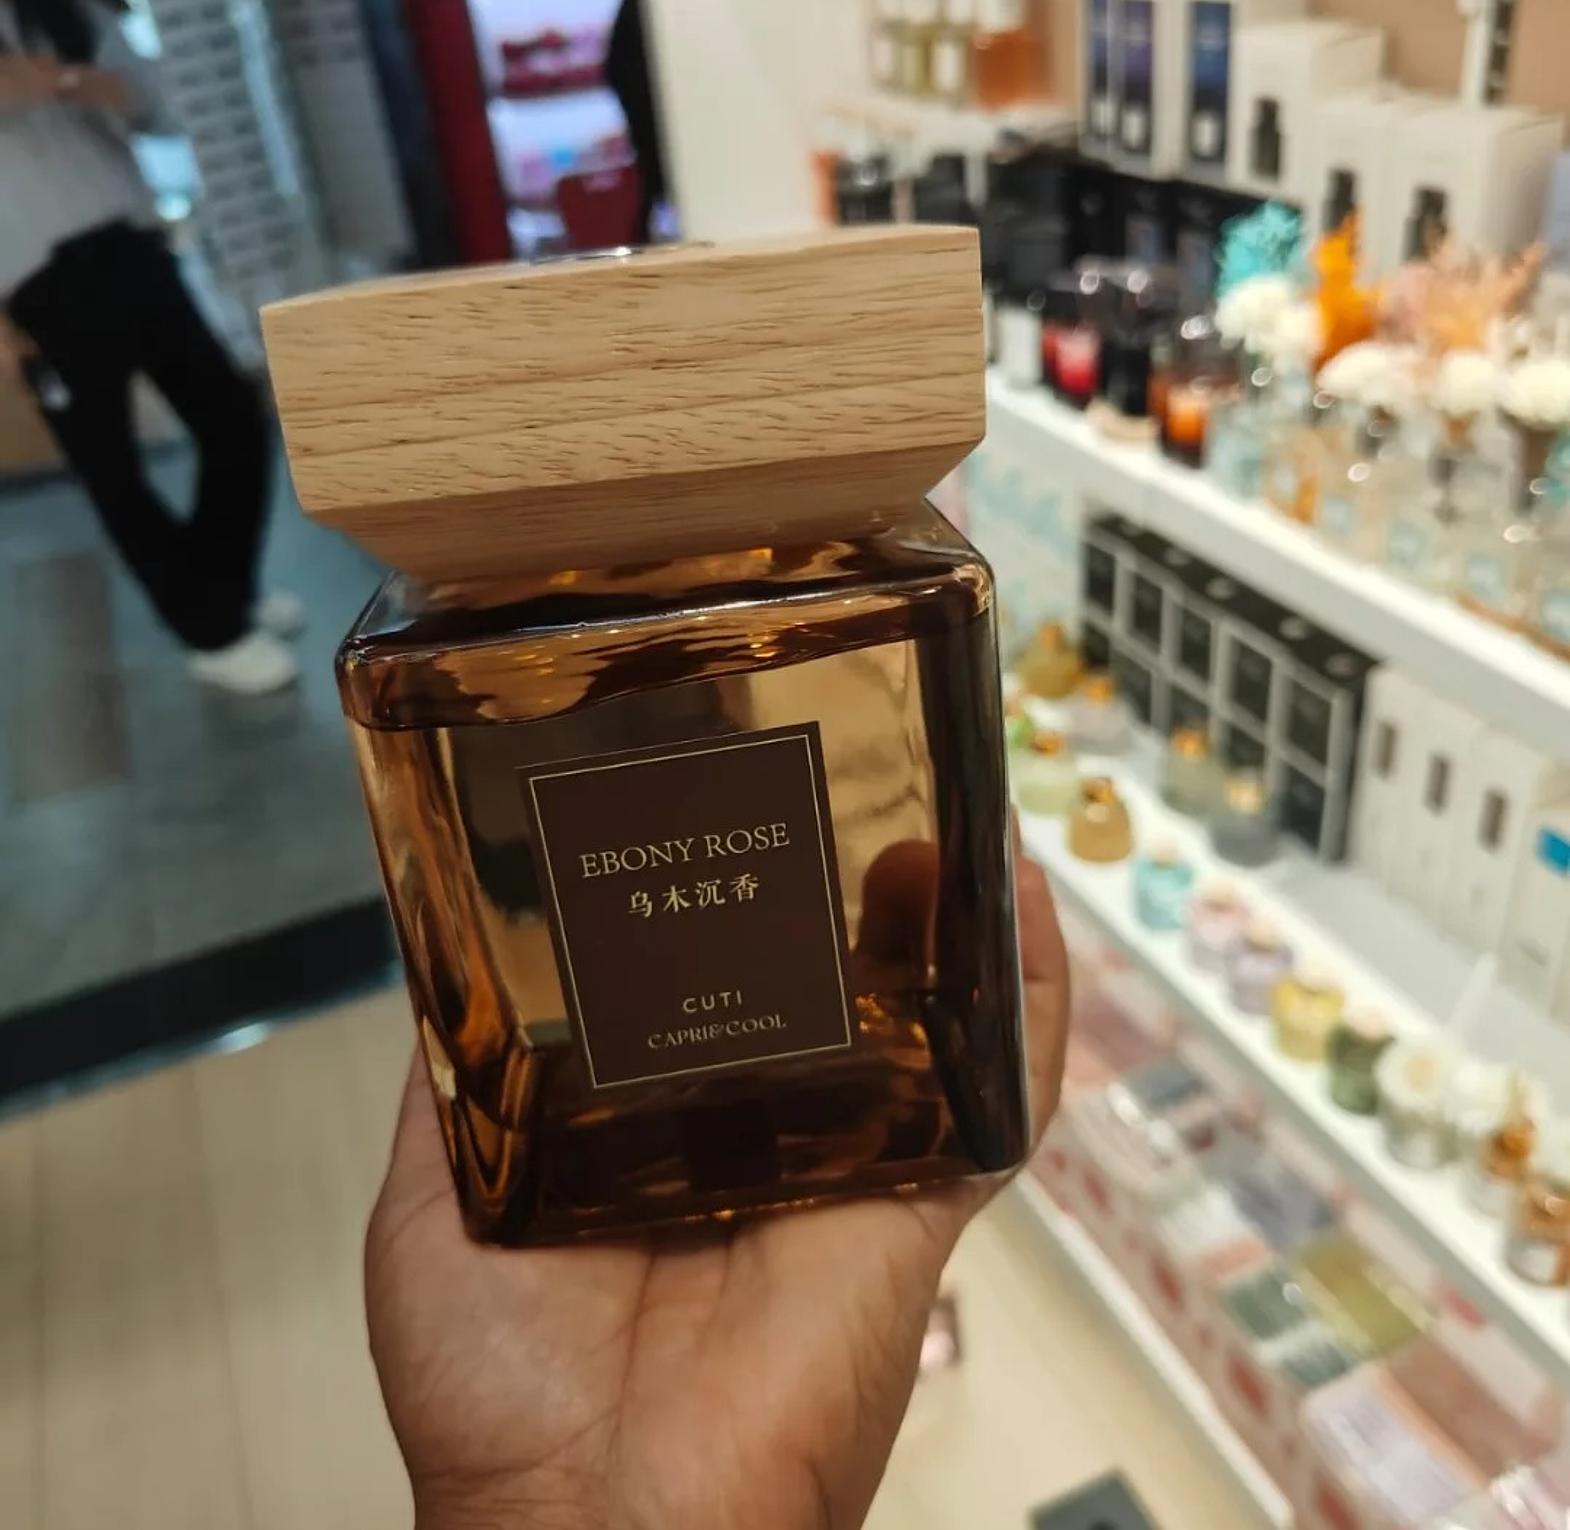 EBONY ROSE
乌木沉香
CUTI
CAPRI&COOL